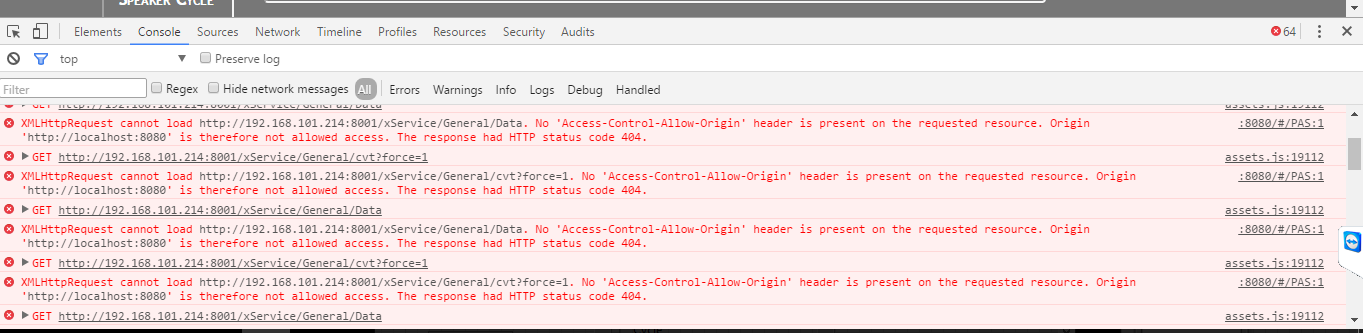 SPEAKER CYCLE
Elements Console Sources Network Timeline Profiles Resources Security Audits 64
top Preserve log
Filter Regex Hide network messages All Errors Warnings Info Logs Debug Handled
GET http://192.168.101.214:8001/xService/General/Data assets.js:19112
XMLHttpRequest cannot load http://192.168.101.214:8001/xService/General/Data. No 'Access-Control-Allow-Origin' header is present on the requested resource. Origin :8080/#/PAS:1
'http://localhost:8080' is therefore not allowed access. The response had HTTP status code 404.
GET http://192.168.101.214:8001/xService/General/cvt?force=1 assets.js:19112
XMLHttpRequest cannot load http://192.168.101.214:8001/xService/General/cvt?force=1. No 'Access-Control-Allow-Origin' header is present on the requested resource. Origin :8080/#/PAS:1
'http://localhost:8080' is therefore not allowed access. The response had HTTP status code 404.
GET http://192.168.101.214:8001/xService/General/Data assets.js:19112
XMLHttpRequest cannot load http://192.168.101.214:8001/xService/General/Data. No 'Access-Control-Allow-Origin' header is present on the requested resource. Origin :8080/#/PAS:1
'http://localhost:8080' is therefore not allowed access. The response had HTTP status code 404.
GET http://192.168.101.214:8001/xService/General/cvt?force=1 assets.js:19112
XMLHttpRequest cannot load http://192.168.101.214:8001/xService/General/cvt?force=1. No 'Access-Control-Allow-Origin' header is present on the requested resource. Origin :8080/#/PAS:1
'http://localhost:8080' is therefore not allowed access. The response had HTTP status code 404.
GET http://192.168.101.214:8001/xService/General/Data assets.js:19112